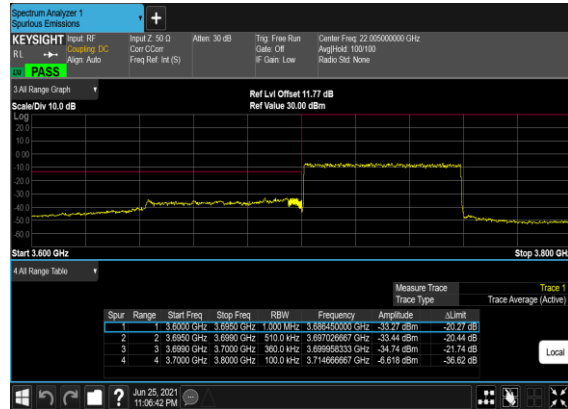 Spectrum Analyzer 1
Spurious Emissions
+
KEYSIGHT Input: RF Input Z: 50 Ω Atten: 30 dB Trig: Free Run Center Freq: 22.005000000 GHz
RL Coupling: DC Corr CCorr Gate: Off Avg|Hold: 100/100
Align: Auto Freq Ref: Int (S) IF Gain: Low Radio Std: None
LXI PASS
3 All Range Graph
Ref Lvl Offset 11.77 dB
Scale/Div 10.0 dB Ref Value 30.00 dBm
Log
20.0
10.0
0.00
-10.0
-20.0
-30.0
-40.0
-50.0
-60.0
Start 3.600 GHz Stop 3.800 GHz
4 All Range Table
Measure Trace Trace 1
Trace Type Trace Average (Active)
Spur Range Start Freq Stop Freq RBW Frequency Amplitude ΔLimit
1 1 3.6000 GHz 3.6950 GHz 1.000 MHz 3.686450000 GHz -33.27 dBm -20.27 dB
2 2 3.6950 GHz 3.6990 GHz 510.0 kHz 3.697026667 GHz -33.44 dBm -20.44 dB
3 3 3.6990 GHz 3.7000 GHz 360.0 kHz 3.699958333 GHz -34.74 dBm -21.74 dB
4 4 3.7000 GHz 3.8000 GHz 100.0 kHz 3.714666667 GHz -6.618 dBm -36.62 dB
Local
? Jun 25, 2021
11:06:42 PM